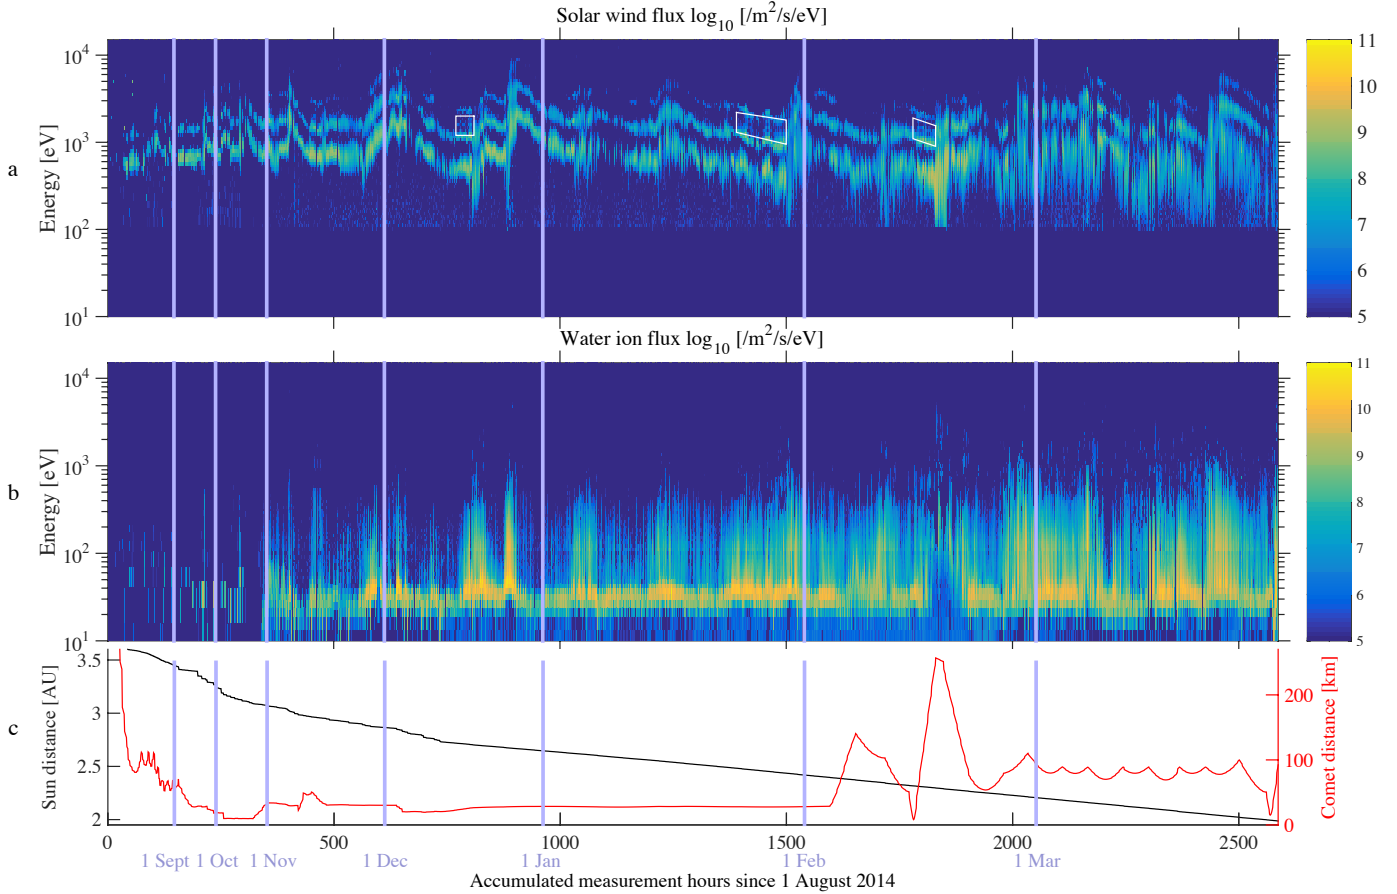 Solar wind flux log10 [/m2/s/eV]
a
Energy [eV]
10^4
10^3
10^2
10^1
11
10
9
8
7
6
5
Water ion flux log10 [/m2/s/eV]
b
Energy [eV]
10^4
10^3
10^2
10^1
11
10
9
8
7
6
5
c
Sun distance [AU]
3.5
3
2.5
2
Comet distance [km]
200
100
0
0 500 1000 1500 2000 2500
1 Sept 1 Oct 1 Nov 1 Dec 1 Jan 1 Feb 1 Mar
Accumulated measurement hours since 1 August 2014